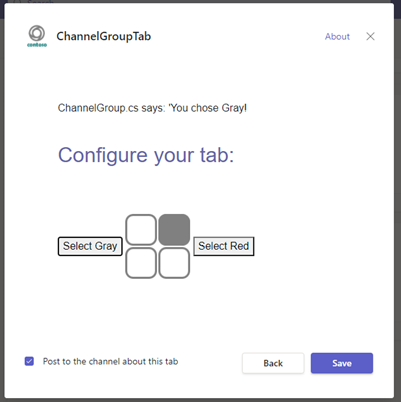 contoso
ChannelGroupTab
About
ChannelGroup.cs says: 'You chose Gray!
Configure your tab:
Select Gray
Select Red
Post to the channel about this tab
Back
Save